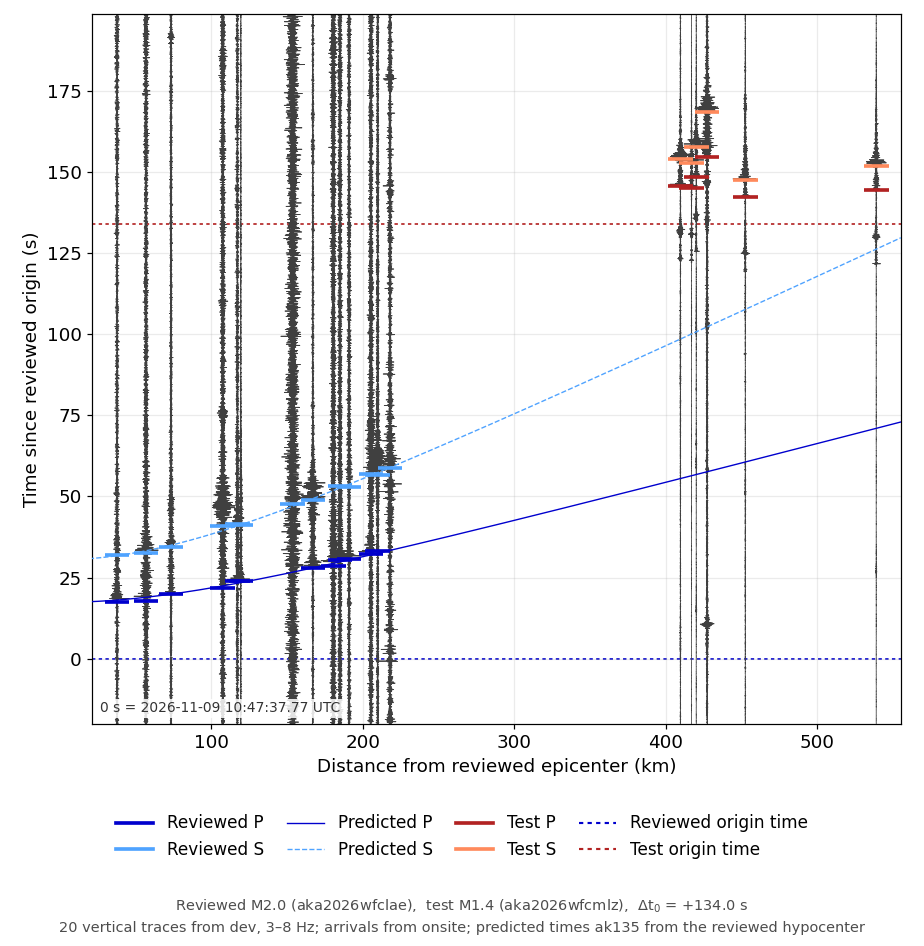 175
150
125
100
75
50
25
0
Time since reviewed origin (s)
0 s = 2026-11-09 10:47:37.77 UTC
100 200 300 400 500
Distance from reviewed epicenter (km)
Reviewed P Predicted P Test P Reviewed origin time
Reviewed S Predicted S Test S Test origin time
Reviewed M2.0 (aka2026wfclae), test M1.4 (aka2026wfcmlz), Δt₀ = +134.0 s
20 vertical traces from dev, 3–8 Hz; arrivals from onsite; predicted times ak135 from the reviewed hypocenter